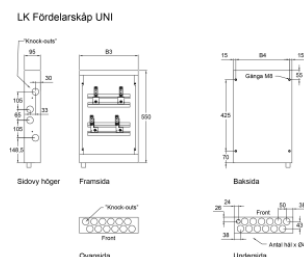 LK Fördelarskåp UNI
"Knock-outs"
95
B3
15
B4
15
30
55
Gänga M8
105
33
65
550
425
105
148,5
70
Sidovy höger
Framsida
Baksida
"Knock-outs"
24
50
38
26
Front
43
Front
38
Antal hål x
Ovansida
Undersida